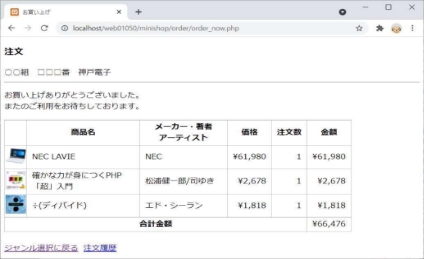 お買い上げ
localhost/web01050/minishop/order/order_now.php
注文
〇〇組 □□□番 神戸電子
お買い上げありがとうございました。
またのご利用をお待ちしております。
商品名 メーカー・著者 アーティスト 価格 注文数 金額
NEC LAVIE NEC ¥61,980 1 ¥61,980
確かな力が身につくPHP
「超」入門 松浦健一郎/司ゆき ¥2,678 1 ¥2,678
÷(ディバイド) エド・シーラン ¥1,818 1 ¥1,818
合計金額 ¥66,476
ジャンル選択に戻る 注文履歴